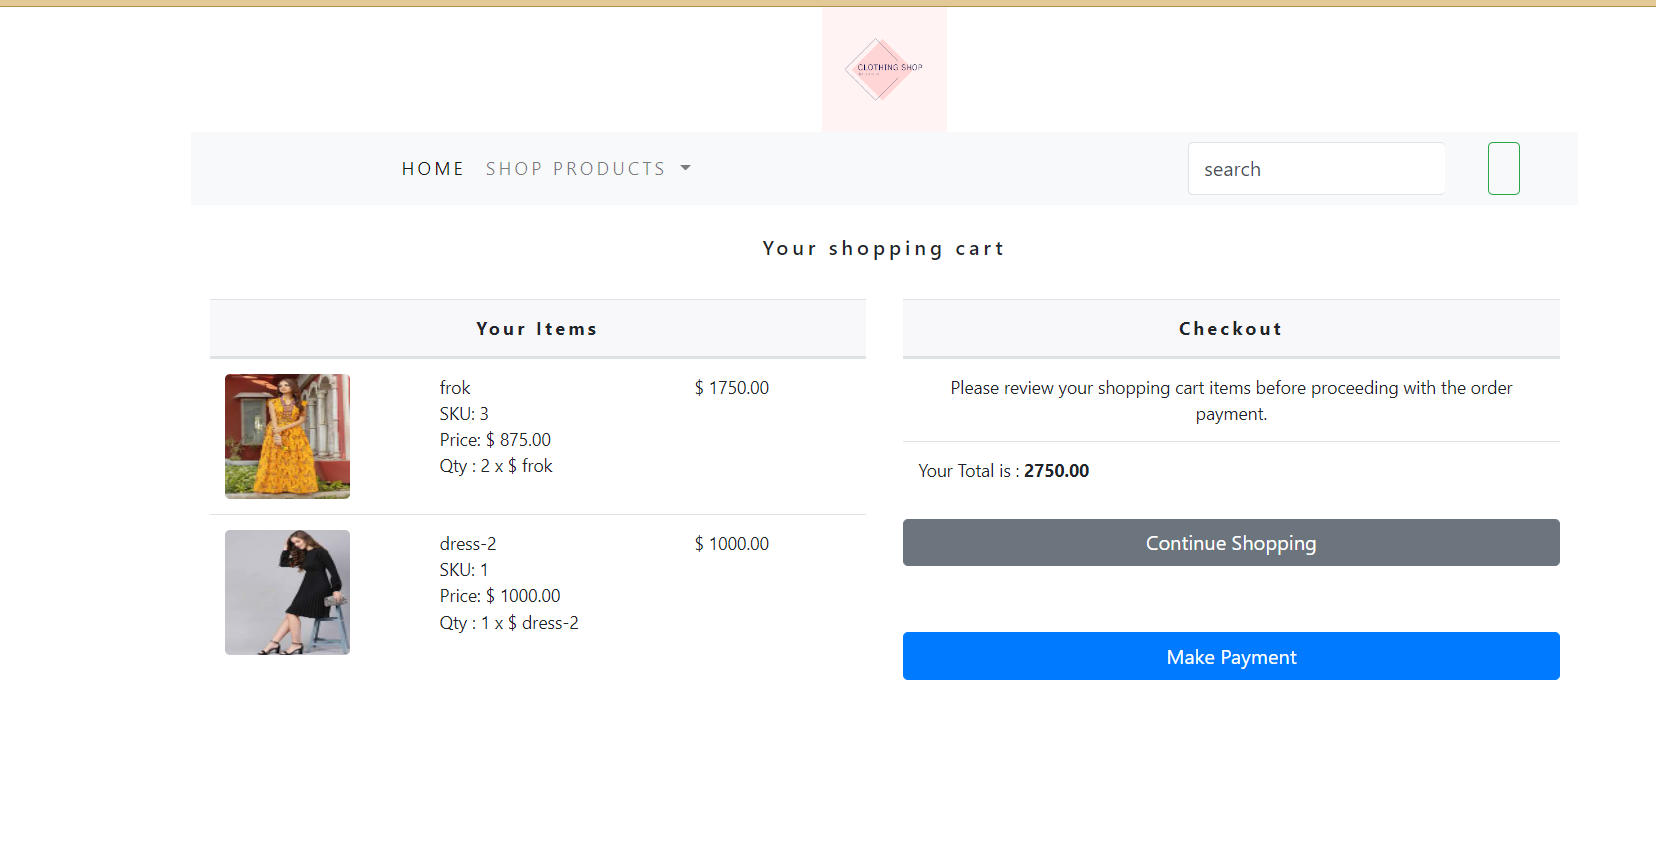 CLOTHING SHOP
HOME SHOP PRODUCTS
search
Your shopping cart
Your Items
frok
SKU: 3
Price: $ 875.00
Qty : 2 x $ frok
$ 1750.00
dress-2
SKU: 1
Price: $ 1000.00
Qty : 1 x $ dress-2
$ 1000.00
Checkout
Please review your shopping cart items before proceeding with the order
payment.
Your Total is : 2750.00
Continue Shopping
Make Payment